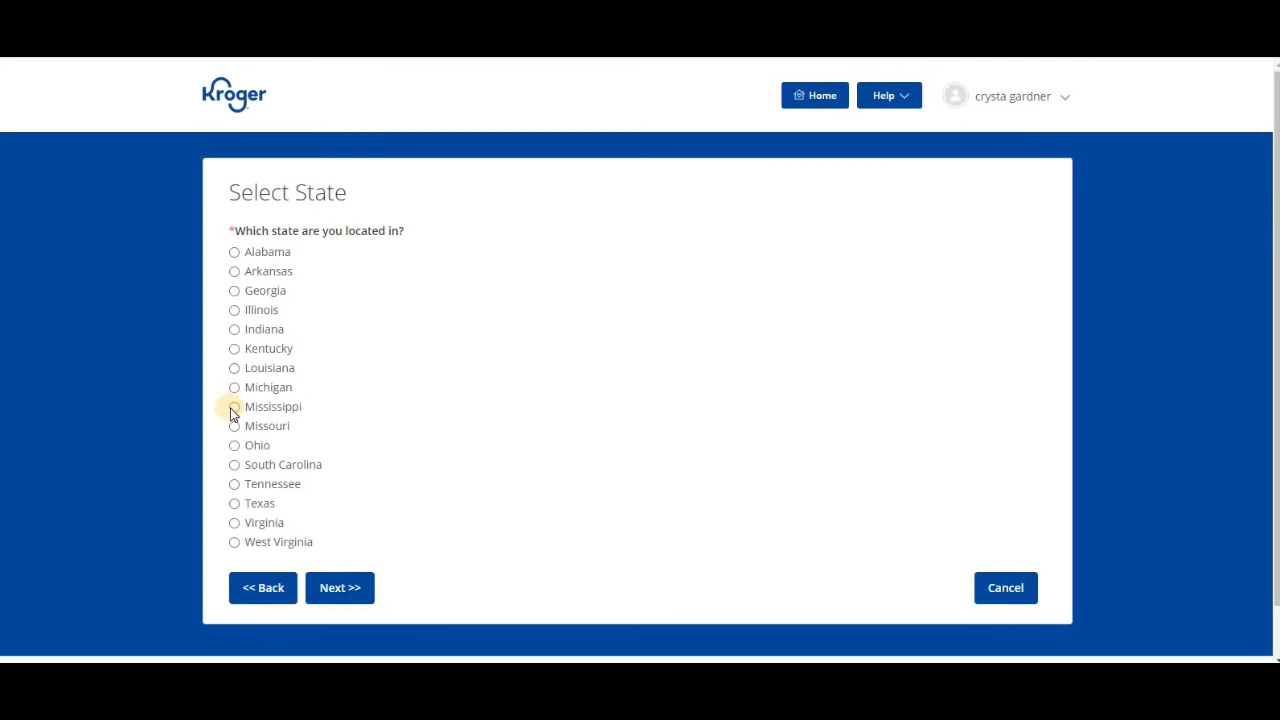 Kroger
Home
Help
crysta gardner
Select State
*Which state are you located in?
Alabama
Arkansas
Georgia
Illinois
Indiana
Kentucky
Louisiana
Michigan
Mississippi
Missouri
Ohio
South Carolina
Tennessee
Texas
Virginia
West Virginia
<< Back
Next >>
Cancel